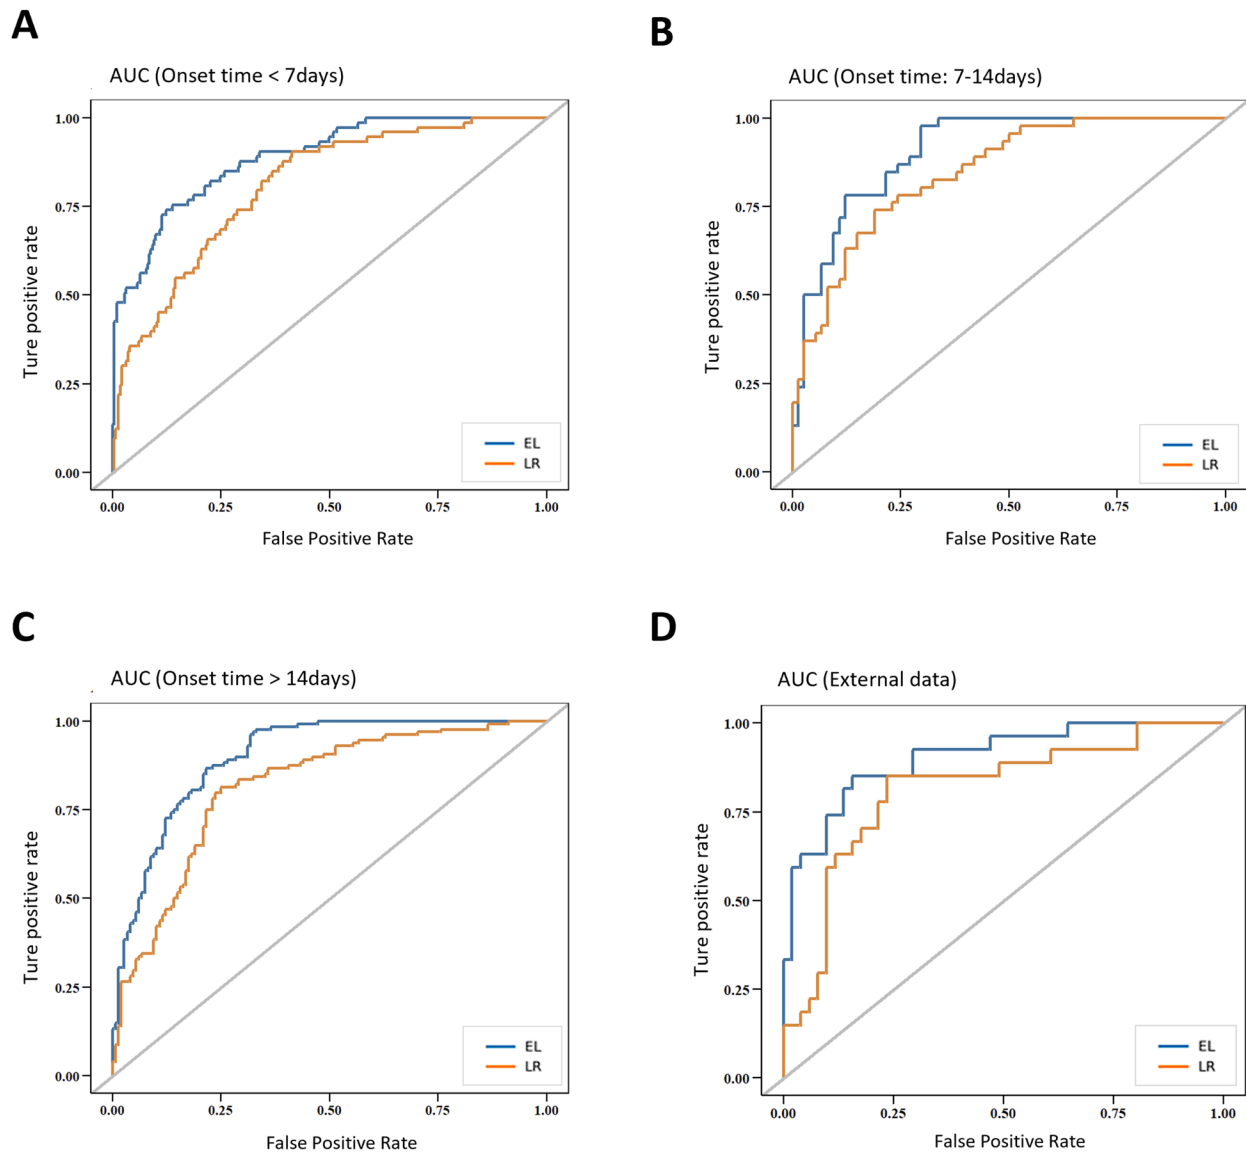 A
AUC (Onset time < 7days)
1.00
0.75
0.50
0.25
0.00
Ture positive rate
EL
LR
0.00 0.25 0.50 0.75 1.00
False Positive Rate
B
AUC (Onset time: 7-14days)
1.00
0.75
0.50
0.25
0.00
Ture positive rate
EL
LR
0.00 0.25 0.50 0.75 1.00
False Positive Rate
C
AUC (Onset time > 14days)
1.00
0.75
0.50
0.25
0.00
Ture positive rate
EL
LR
0.00 0.25 0.50 0.75 1.00
False Positive Rate
D
AUC (External data)
1.00
0.75
0.50
0.25
0.00
Ture positive rate
EL
LR
0.00 0.25 0.50 0.75 1.00
False Positive Rate